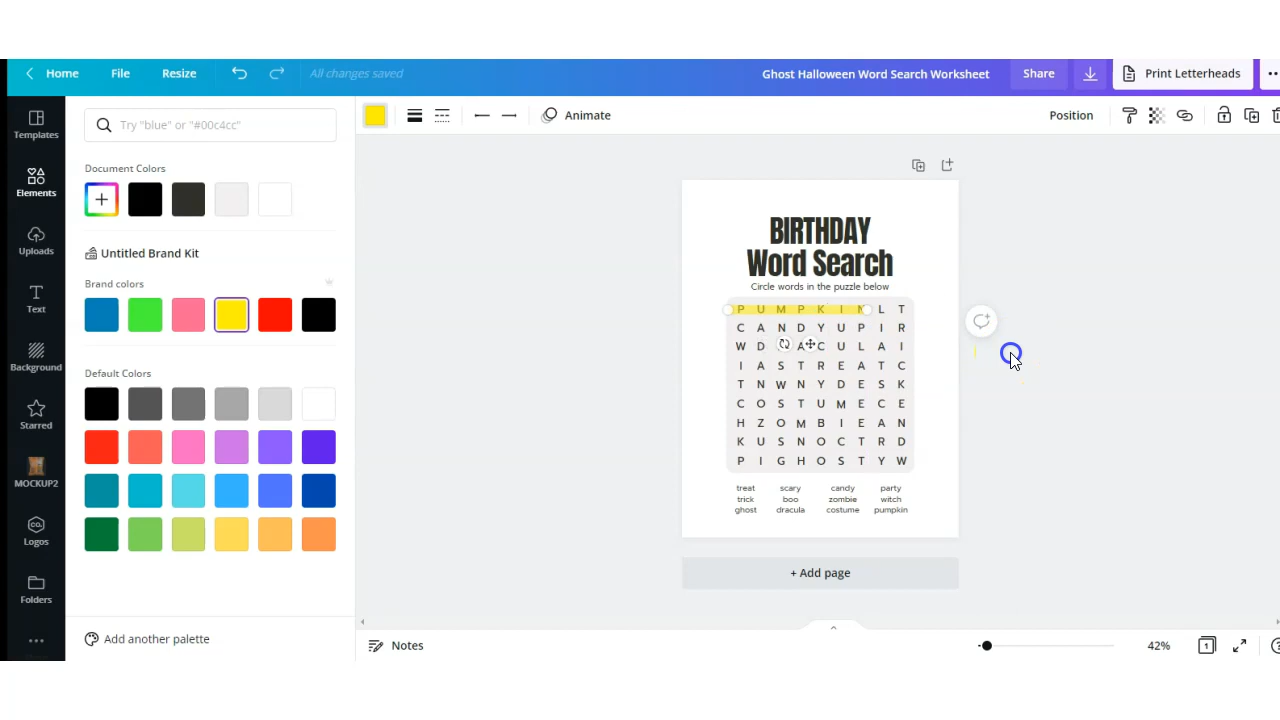 Home File Resize All changes saved Ghost Halloween Word Search Worksheet Share Print Letterheads
Templates
Elements
Uploads
Text
Background
Starred
MOCKUP2
CO.
Logos
Folders
Try "blue" or "#00c4cc"
Document Colors
Untitled Brand Kit
Brand colors
Default Colors
Add another palette
Animate Position
BIRTHDAY
Word Search
Circle words in the puzzle below
P U M P K I N L T
C A N D Y U P I R
W D A C U L A I
I A S T R E A T C
T N W N Y D E S K
C O S T U M E C E
H Z O M B I E A N
K U S N O C T R D
P I G H O S T Y W
treat scary candy party
trick boo zombie witch
ghost dracula costume pumpkin
+ Add page
Notes 42% 1